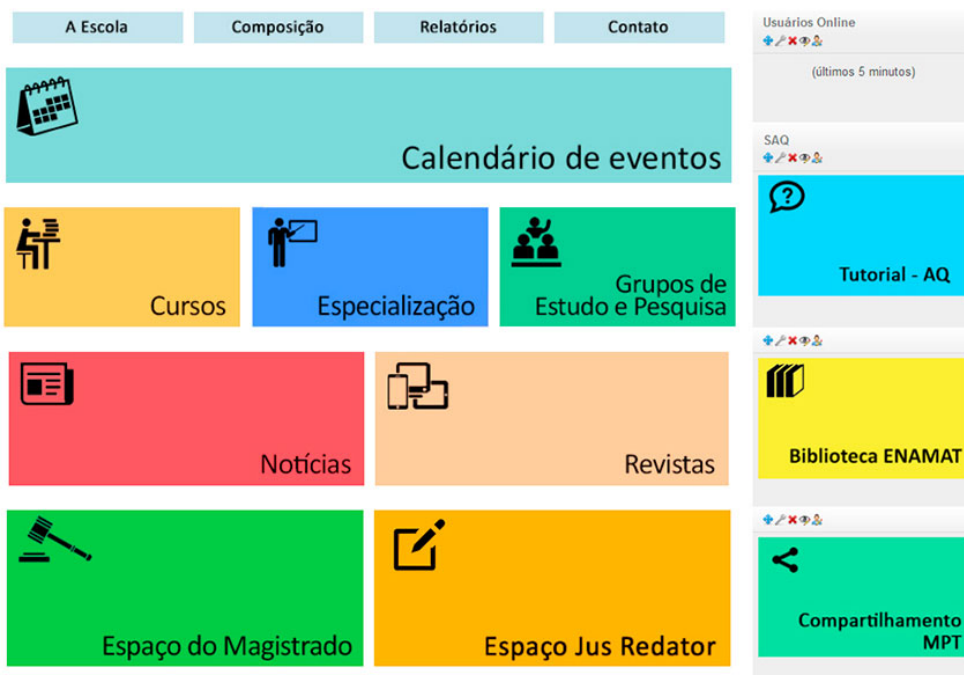 A Escola
Composição
Relatórios
Contato
Calendário de eventos
Cursos
Especialização
Grupos de
Estudo e Pesquisa
Notícias
Revistas
Espaço do Magistrado
Espaço Jus Redator
Usuários Online
(últimos 5 minutos)
SAQ
Tutorial - AQ
Biblioteca ENAMAT
Compartilhamento
MPT